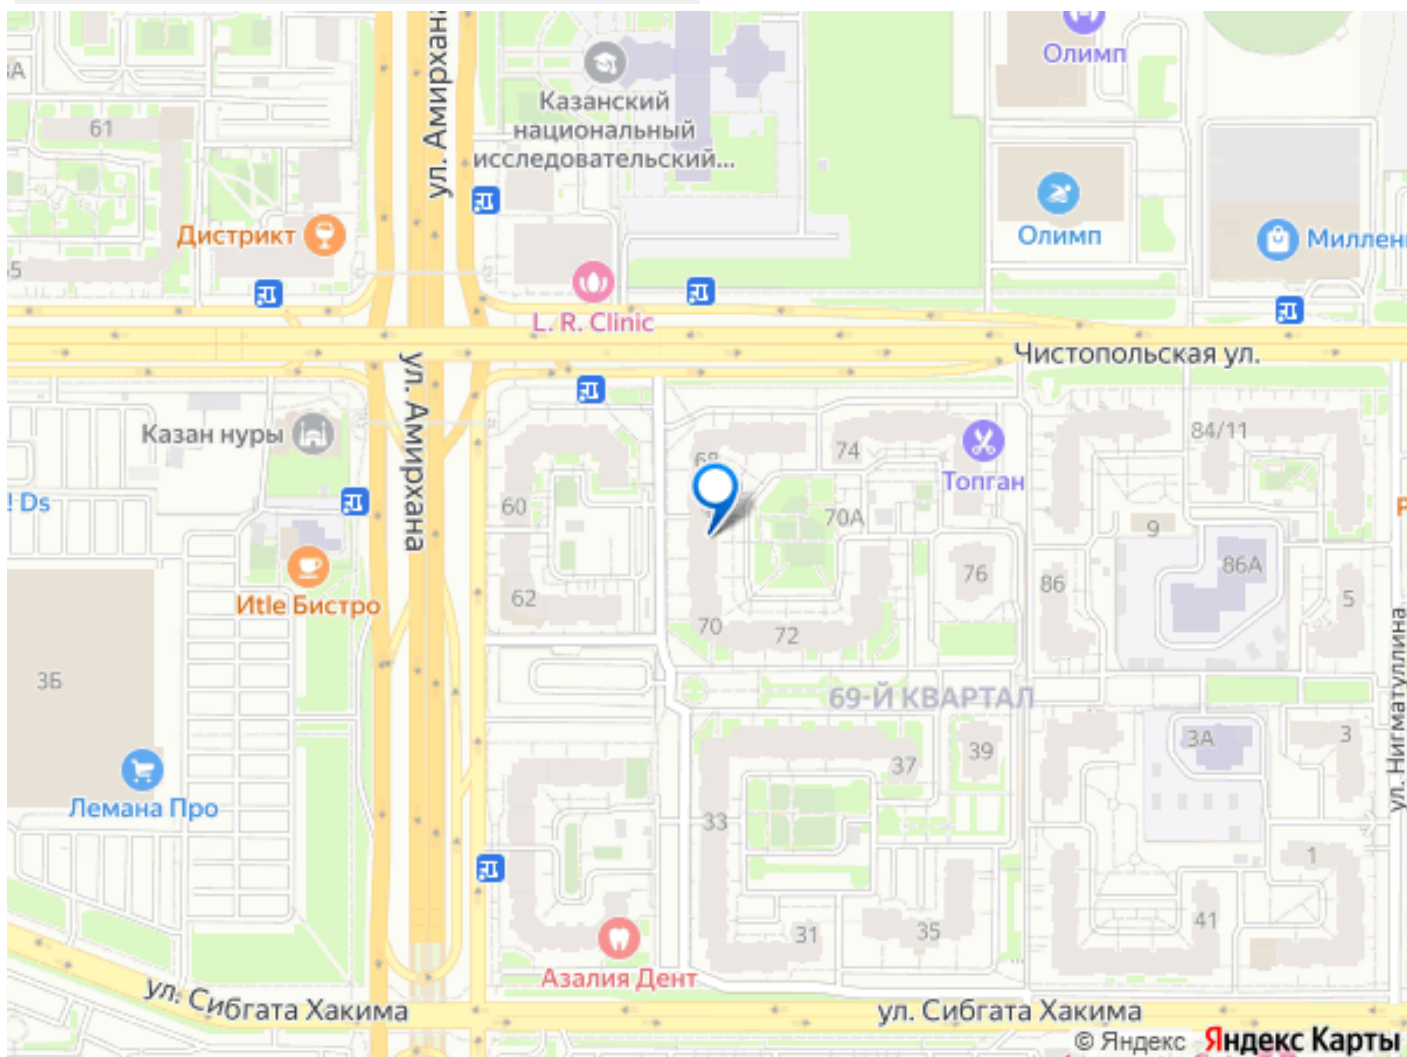 ул. Амирхана
Олимп
Казанский
национальный
исследовательский...
61
Дистрикт
Олимп
L. R. Clinic
Чистопольская ул.
ул. Амирхана
Казан нуры
84/11
74
Топган
! Ds
60
70А
9
76
86А
86
5
Иtle Бистро
62
70
72
3Б
69-Й КВАРТАЛ
ул. Нигматуллина
3А
3
39
37
Лемана Про
33
1
41
35
31
Азалия Дент
ул. Сибгата Хакима
ул. Сибгата Хакима
© Яндекс Яндекс Карты